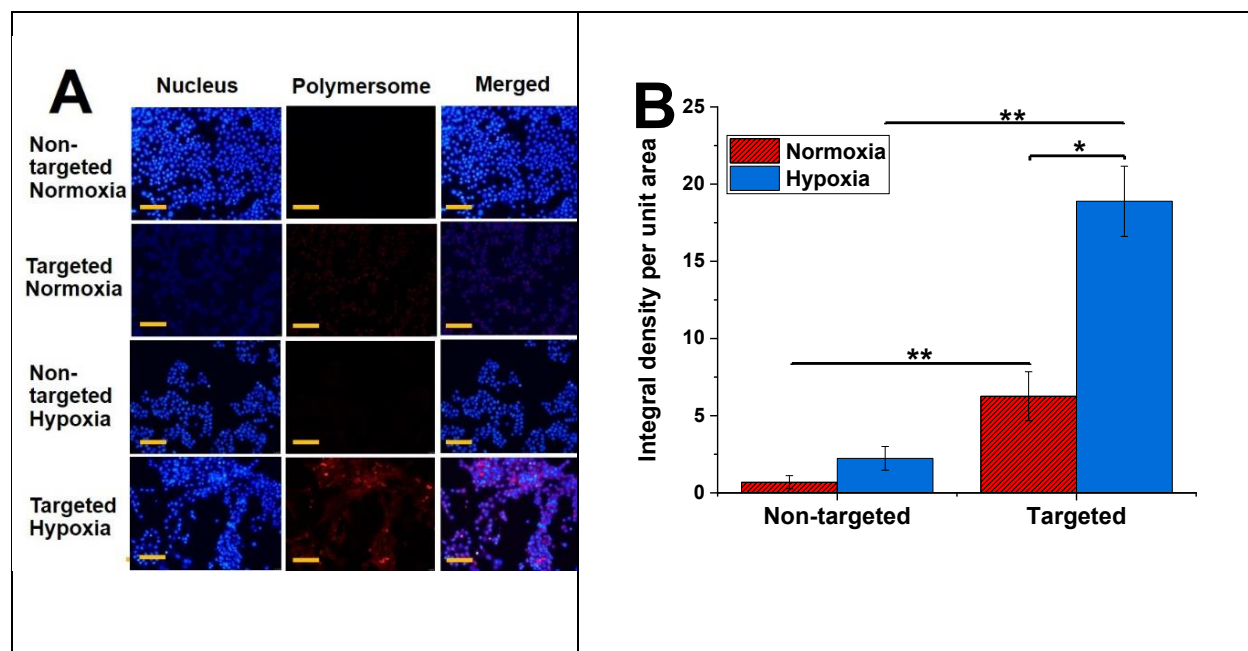 A
Nucleus Polymersome Merged
Non-
targeted
Normoxia
Targeted
Normoxia
Non-
targeted
Hypoxia
Targeted
Hypoxia
B
Integral density per unit area
25
20
15
10
5
0
Normoxia
Hypoxia
**
*
**
Non-targeted Targeted